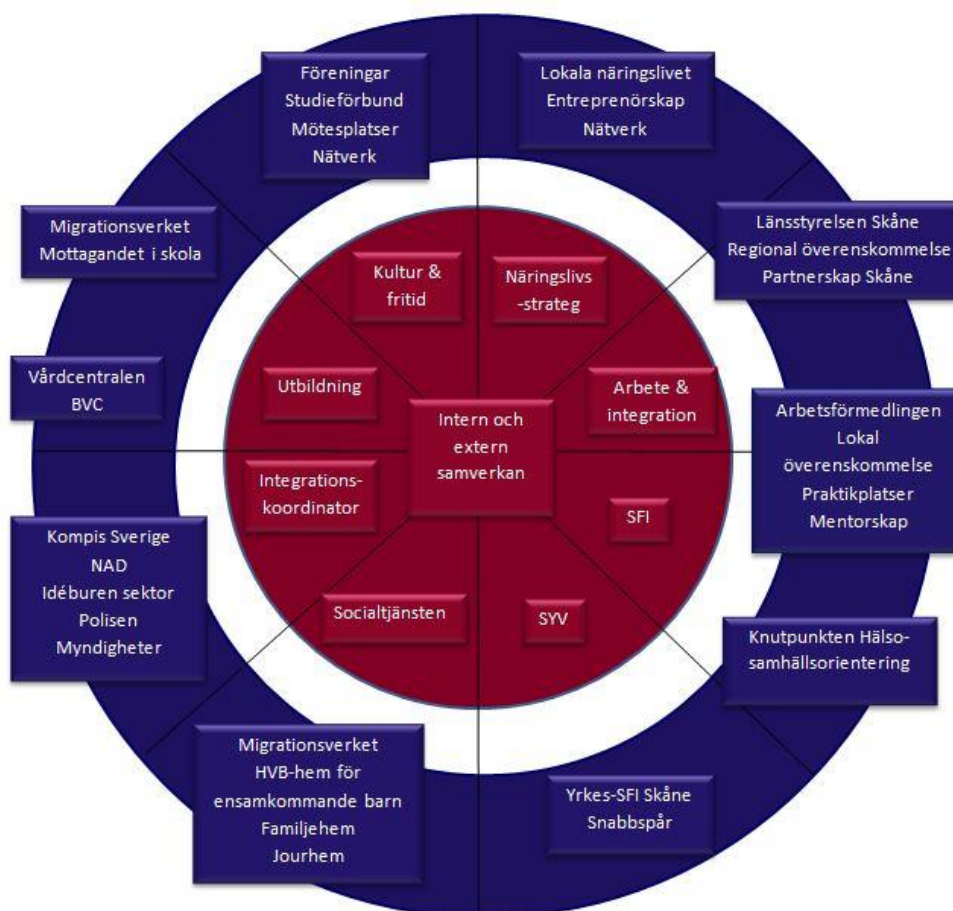 Föreningar
Studieförbund
Mötesplatser
Nätverk
Lokala näringslivet
Entreprenörskap
Nätverk
Migrationsverket
Mottagandet i skola
Länsstyrelsen Skåne
Regional överenskommelse
Partnerskap Skåne
Kultur &
fritid
Näringslivs
-strateg
Vårdcentralen
BVC
Utbildning
Arbete &
integration
Intern och
extern
samverkan
Arbetsförmedlingen
Lokal
överenskommelse
Praktikplatser
Mentorskap
Integrations-
koordinator
SFI
Kompis Sverige
NAD
Idéburen sektor
Polisen
Myndigheter
Socialtjänsten
SYV
Knutpunkten Hälso-
samhällsorientering
Migrationsverket
HVB-hem för
ensamkommande barn
Familjehem
Jourhem
Yrkes-SFI Skåne
Snabbspår